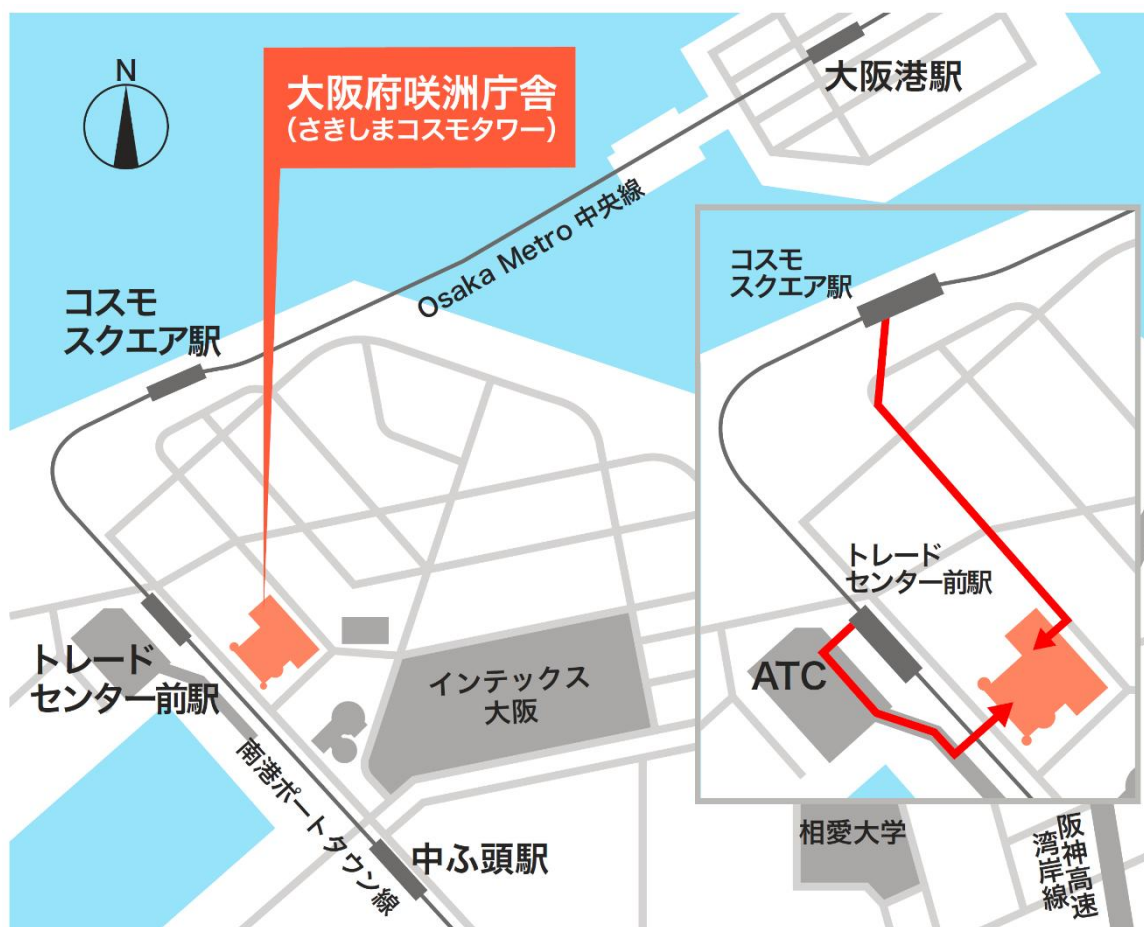 N
大阪府咲洲庁舎
(さきしまコスモタワー)
大阪港駅
Osaka Metro 中央線
コスモ
スクエア駅
トレード
センター前駅
インテックス
大阪
南港ポートタウン線
中ふ頭駅
コスモ
スクエア駅
トレード
センター前駅
ATC
相愛大学
阪神高速
湾岸線